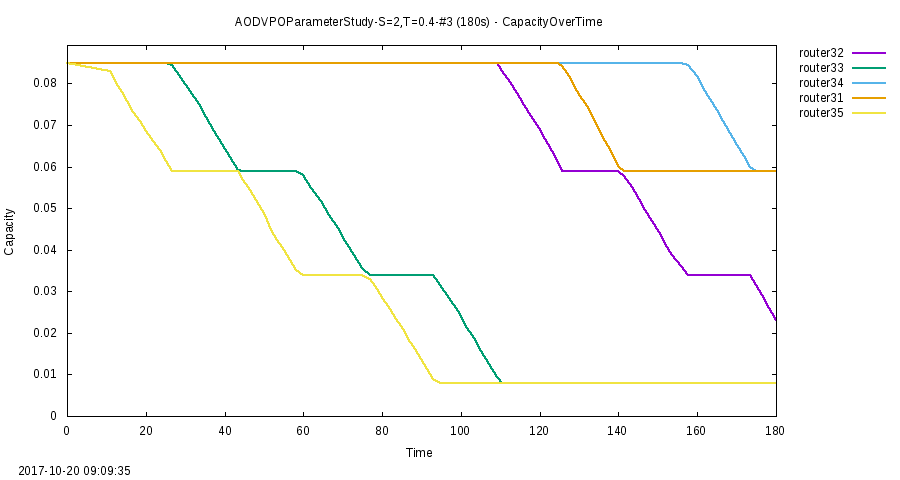 AODVPOParameterStudy-S=2,T=0.4-#3 (180s) - CapacityOverTime
router32
router33
router34
router31
router35
0.08
0.07
0.06
0.05
0.04
0.03
0.02
0.01
0
Capacity
0 20 40 60 80 100 120 140 160 180
Time
2017-10-20 09:09:35